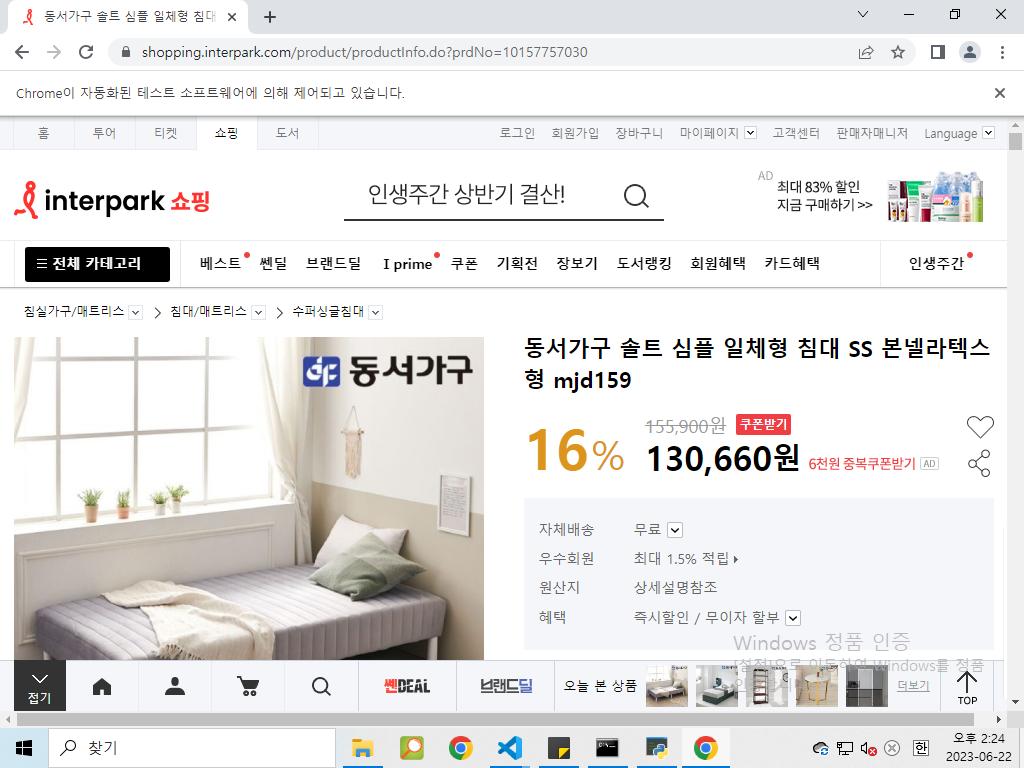 동서가구 솔트 심플 일체형 침대
shopping.interpark.com/product/productInfo.do?prdNo=10157757030
Chrome이 자동화된 테스트 소프트웨어에 의해 제어되고 있습니다.
홈 투어 티켓 쇼핑 도서 로그인 회원가입 장바구니 마이페이지 고객센터 판매자매니저 Language
interpark 쇼핑
인생주간 상반기 결산!
AD
최대 83% 할인
지금 구매하기 >>
전체 카테고리 베스트 쎈딜 브랜드딜 I prime 쿠폰 기획전 장보기 도서랭킹 회원혜택 카드혜택 인생주간
침실가구/매트리스 침대/매트리스 수퍼싱글침대
동서가구
동서가구 솔트 심플 일체형 침대 SS 본넬라텍스
형 mjd159
16%
155,900원 쿠폰받기
130,660원 6천원 중복쿠폰받기 AD
자체배송 무료
우수회원 최대 1.5% 적립
원산지 상세설명참조
혜택 즉시할인 / 무이자 할부
Windows 정품 인증
[설정]으로 이동하여 Windows를 정품
접기
쎈DEAL
브랜드딜
오늘 본 상품
더보기
TOP
찾기
한
오후 2:24
2023-06-22